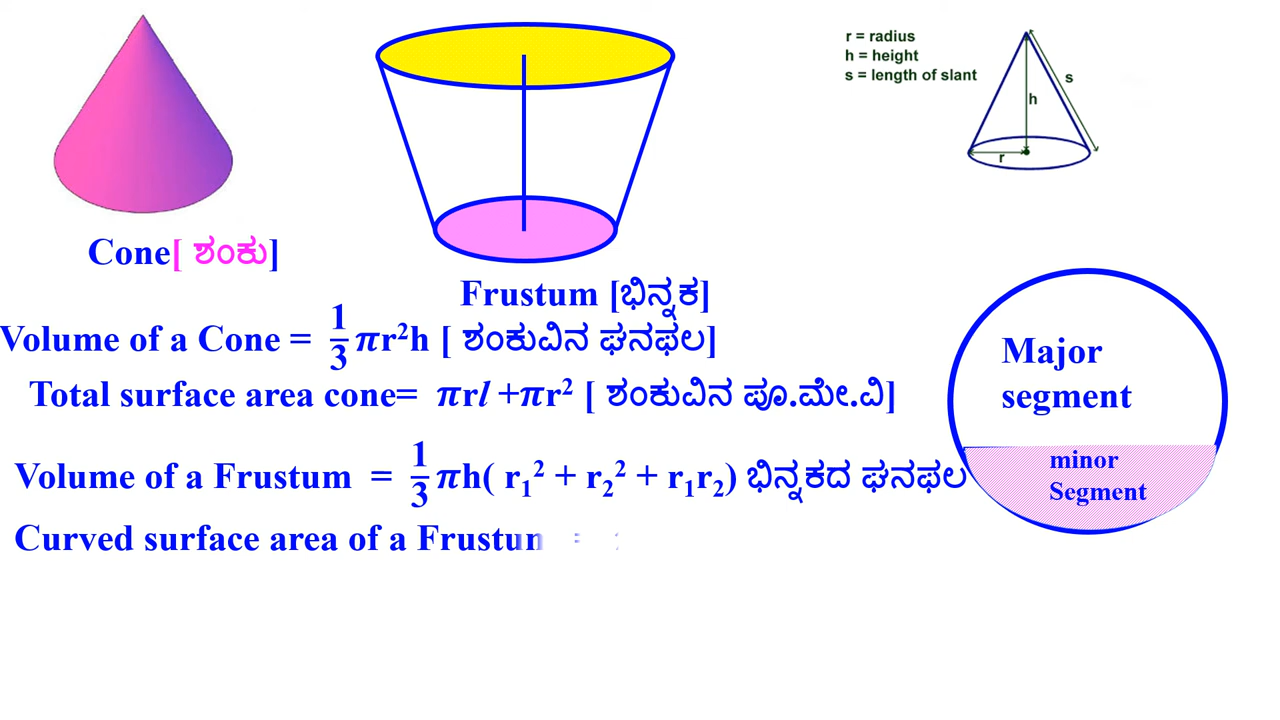 r = radius
h = height
s = length of slant
s
h
r
Cone[ ಶಂಕು]
Frustum [ಭಿನ್ನಕ]
Volume of a Cone = 1/3 πr²h [ ಶಂಕುವಿನ ಘನಫಲ]
Total surface area cone= πrl +πr² [ ಶಂಕುವಿನ ಪೂ.ಮೇ.ವಿ]
Volume of a Frustum = 1/3 πh( r₁² + r₂² + r₁r₂) ಭಿನ್ನಕದ ಘನಫಲ
Curved surface area of a Frustum =
Major
segment
minor
Segment